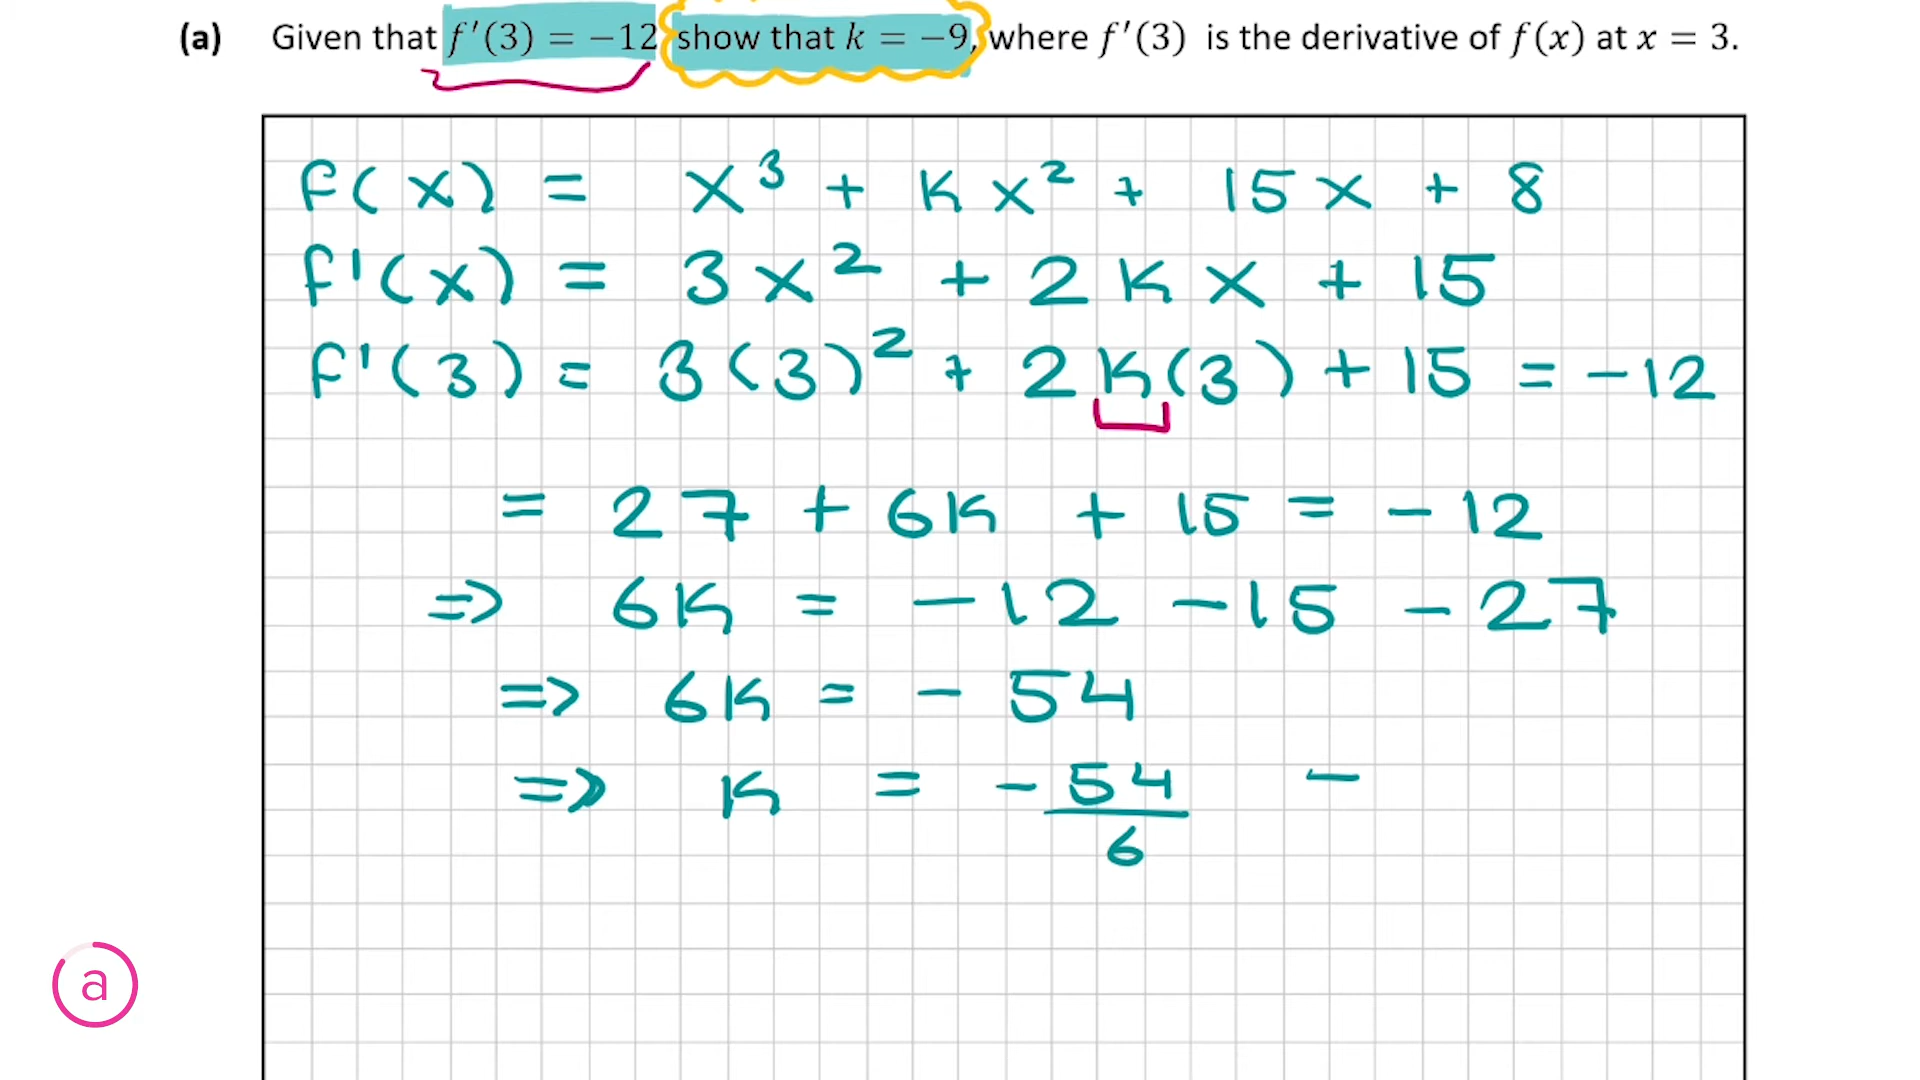 (a) Given that f′(3) = −12 show that k = −9, where f′(3) is the derivative of f(x) at x = 3.
f(x) = x³ + kx² + 15x + 8
f'(x) = 3x² + 2kx + 15
f'(3) = 3(3)² + 2k(3) + 15 = -12
= 27 + 6k + 15 = -12
=> 6k = -12 -15 -27
=> 6k = -54
=> k = -54/6 –
a